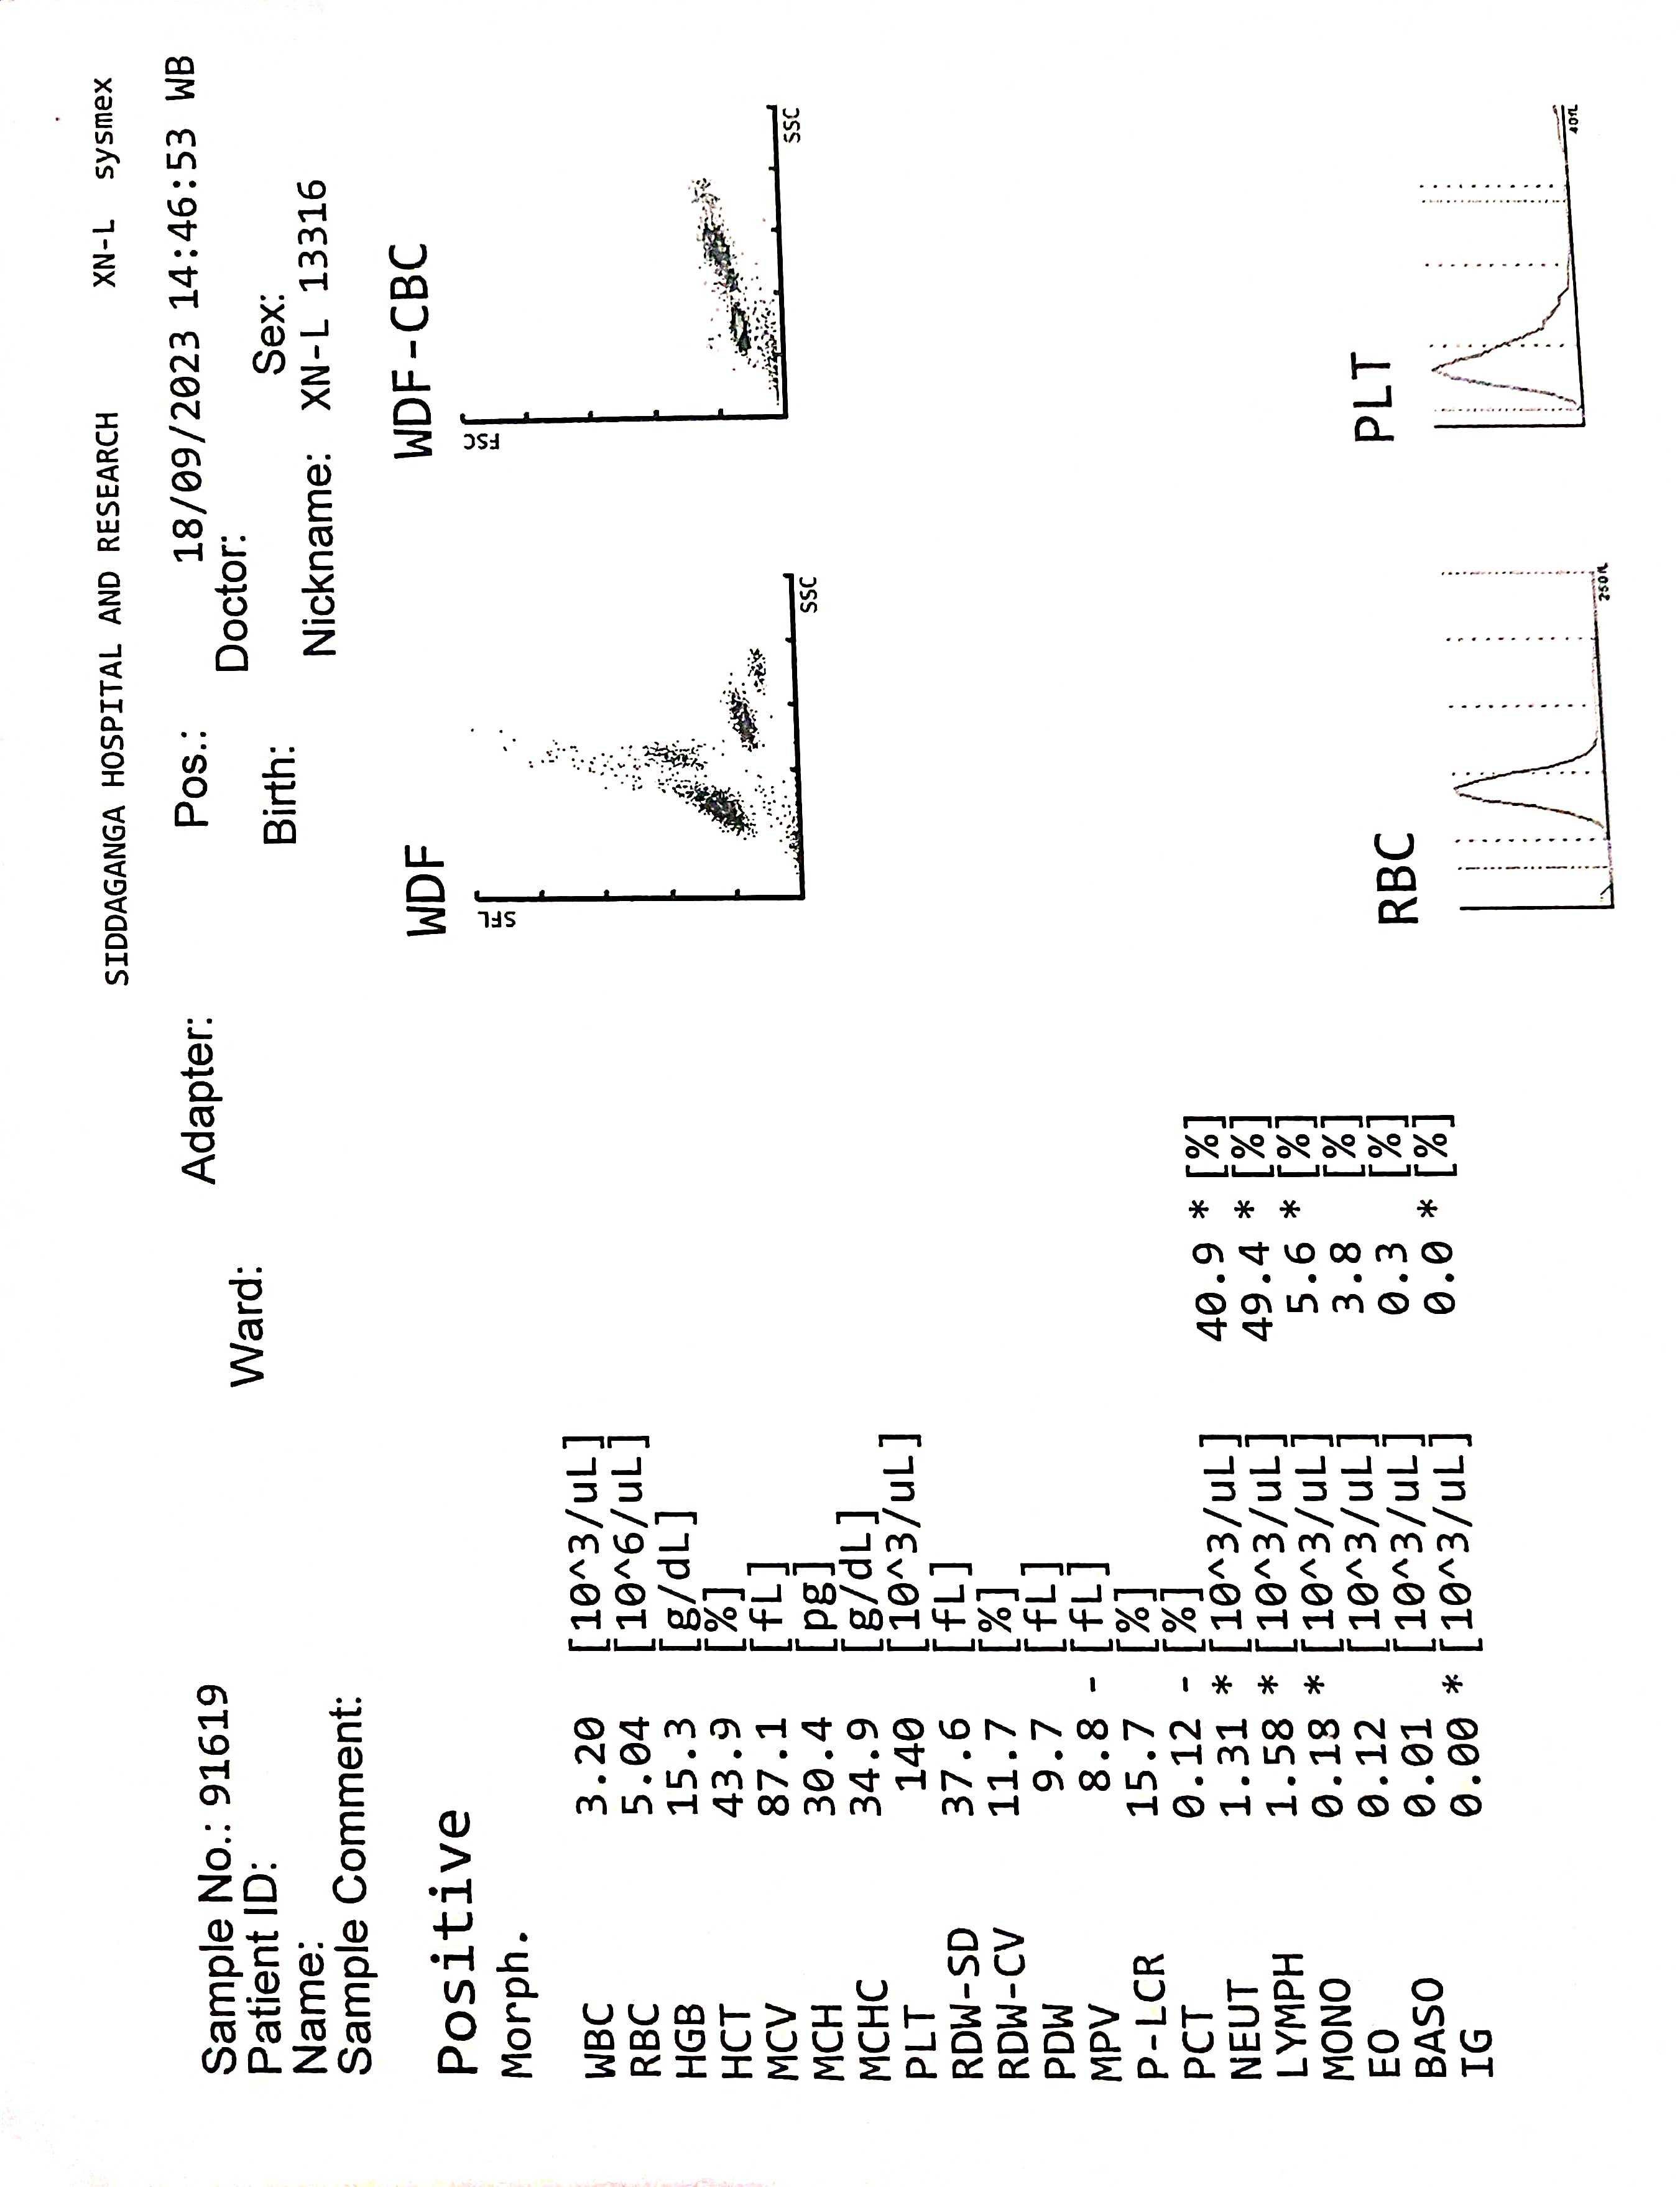 SIDDAGANGA HOSPITAL AND RESEARCH XN-L sysmex
Sample No.: 91619 Adapter: Pos.: 18/09/2023 14:46:53 WB
Patient ID: Ward: Doctor:
Name: Birth: Sex:
Sample Comment: Nickname: XN-L 13316
Positive
Morph.
WBC 3.20 [10^3/uL]
RBC 5.04 [10^6/uL]
HGB 15.3 [g/dL]
HCT 43.9 [%]
MCV 87.1 [fL]
MCH 30.4 [pg]
MCHC 34.9 [g/dL]
PLT 140 [10^3/uL]
RDW-SD 37.6 [fL]
RDW-CV 11.7 [%]
PDW 9.7 [fL]
MPV 8.8 - [fL]
P-LCR 15.7 [%]
PCT 0.12 - [%]
NEUT 1.31 * [10^3/uL] 40.9 * [%]
LYMPH 1.58 * [10^3/uL] 49.4 * [%]
MONO 0.18 * [10^3/uL] 5.6 * [%]
EO 0.12 [10^3/uL] 3.8 [%]
BASO 0.01 [10^3/uL] 0.3 [%]
IG 0.00 * [10^3/uL] 0.0 * [%]
WDF
SFL
SSC
WDF-CBC
FSC
SSC
RBC
250fL
PLT
40fL